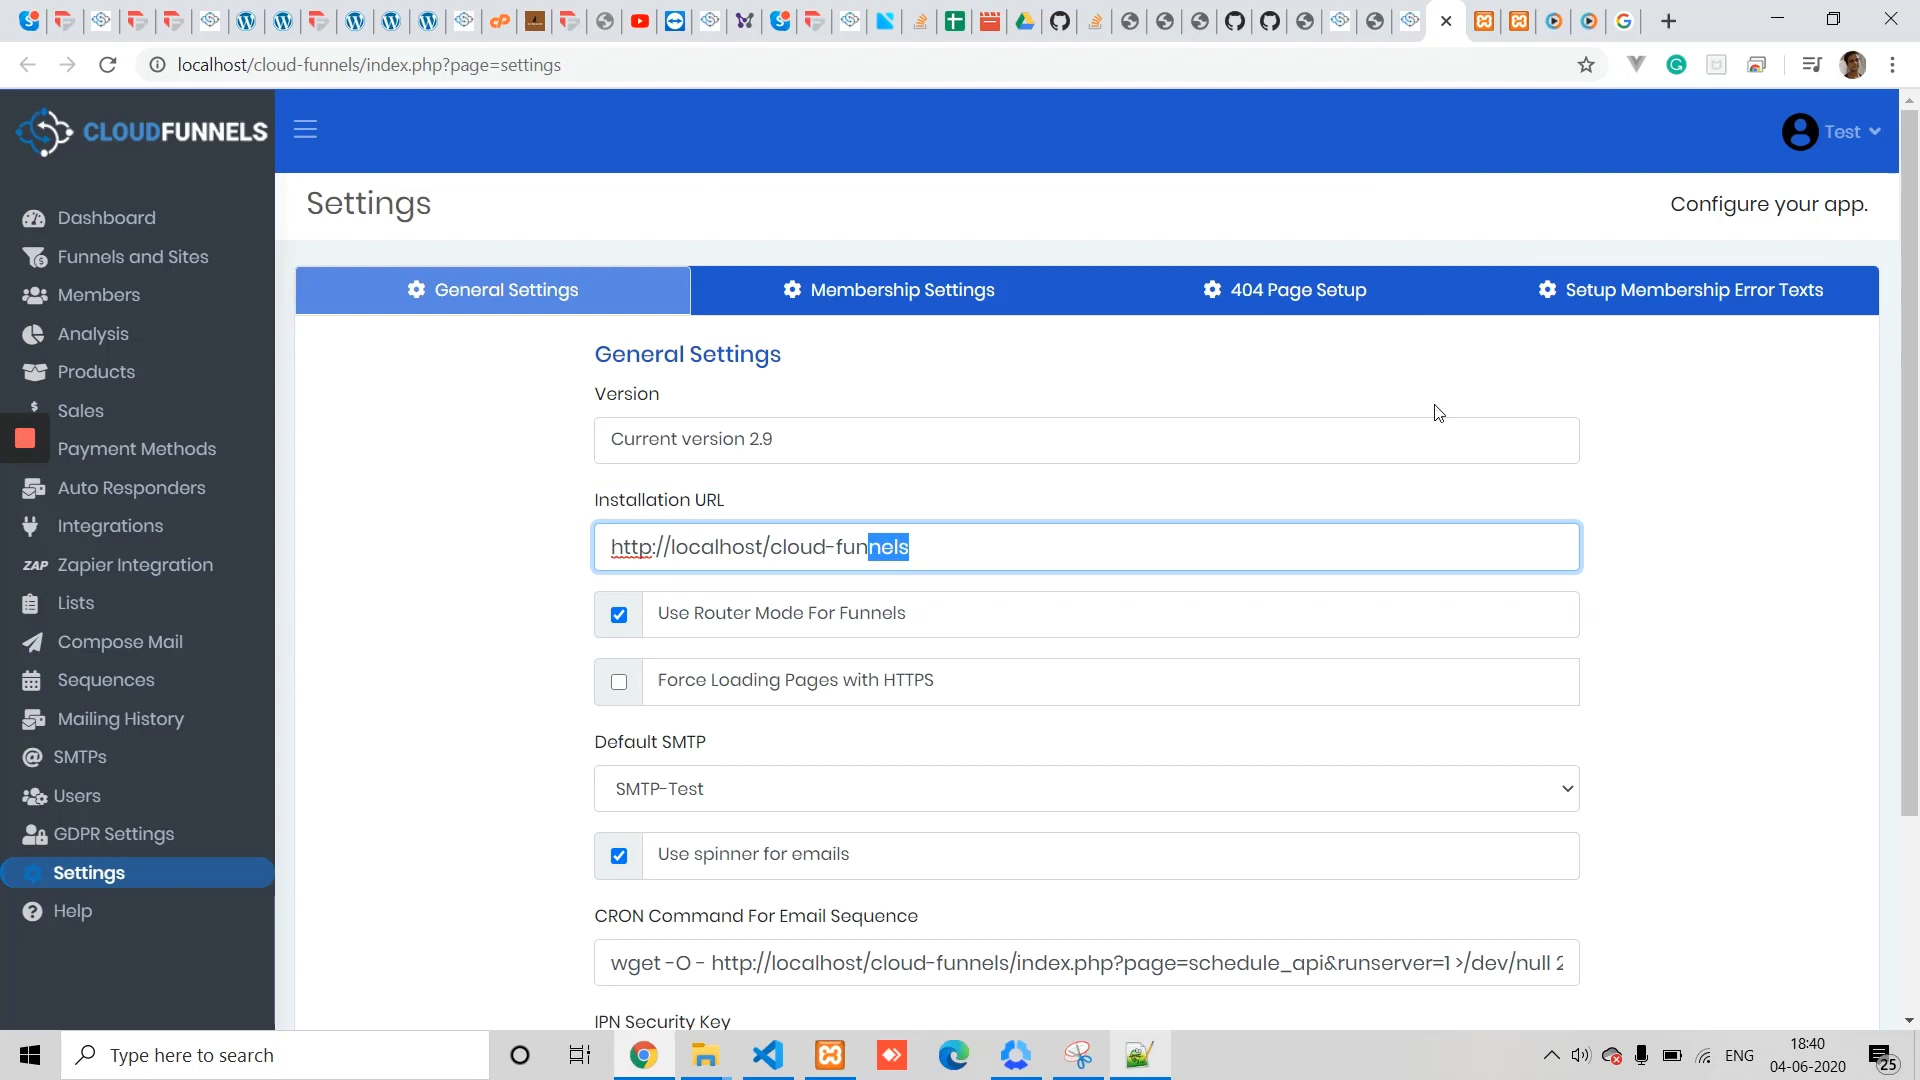 localhost/cloud-funnels/index.php?page=settings
CLOUDFUNNELS
Test
Settings
Configure your app.
Dashboard
Funnels and Sites
Members
Analysis
Products
Sales
Payment Methods
Auto Responders
Integrations
ZAP Zapier Integration
Lists
Compose Mail
Sequences
Mailing History
SMTPs
Users
GDPR Settings
Settings
Help
General Settings
Membership Settings
404 Page Setup
Setup Membership Error Texts
General Settings
Version
Current version 2.9
Installation URL
http://localhost/cloud-funnels
Use Router Mode For Funnels
Force Loading Pages with HTTPS
Default SMTP
SMTP-Test
Use spinner for emails
CRON Command For Email Sequence
wget -O - http://localhost/cloud-funnels/index.php?page=schedule_api&runserver=1 >/dev/null 2
IPN Security Key
Type here to search
ENG
18:40
04-06-2020
25